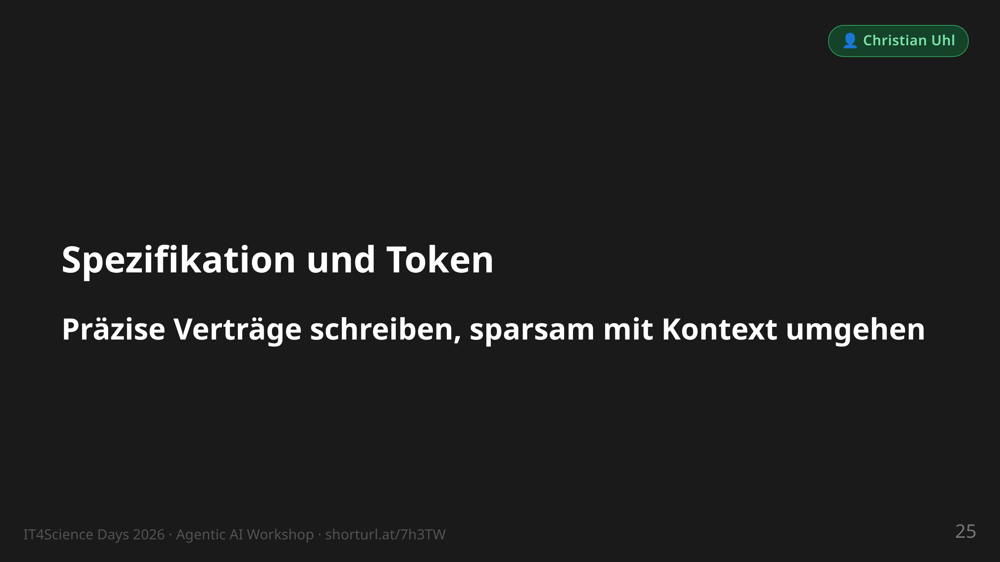 👤 Christian Uhl
Spezifikation und Token
Präzise Verträge schreiben, sparsam mit Kontext umgehen
IT4Science Days 2026 · Agentic AI Workshop · shorturl.at/7h3TW
25